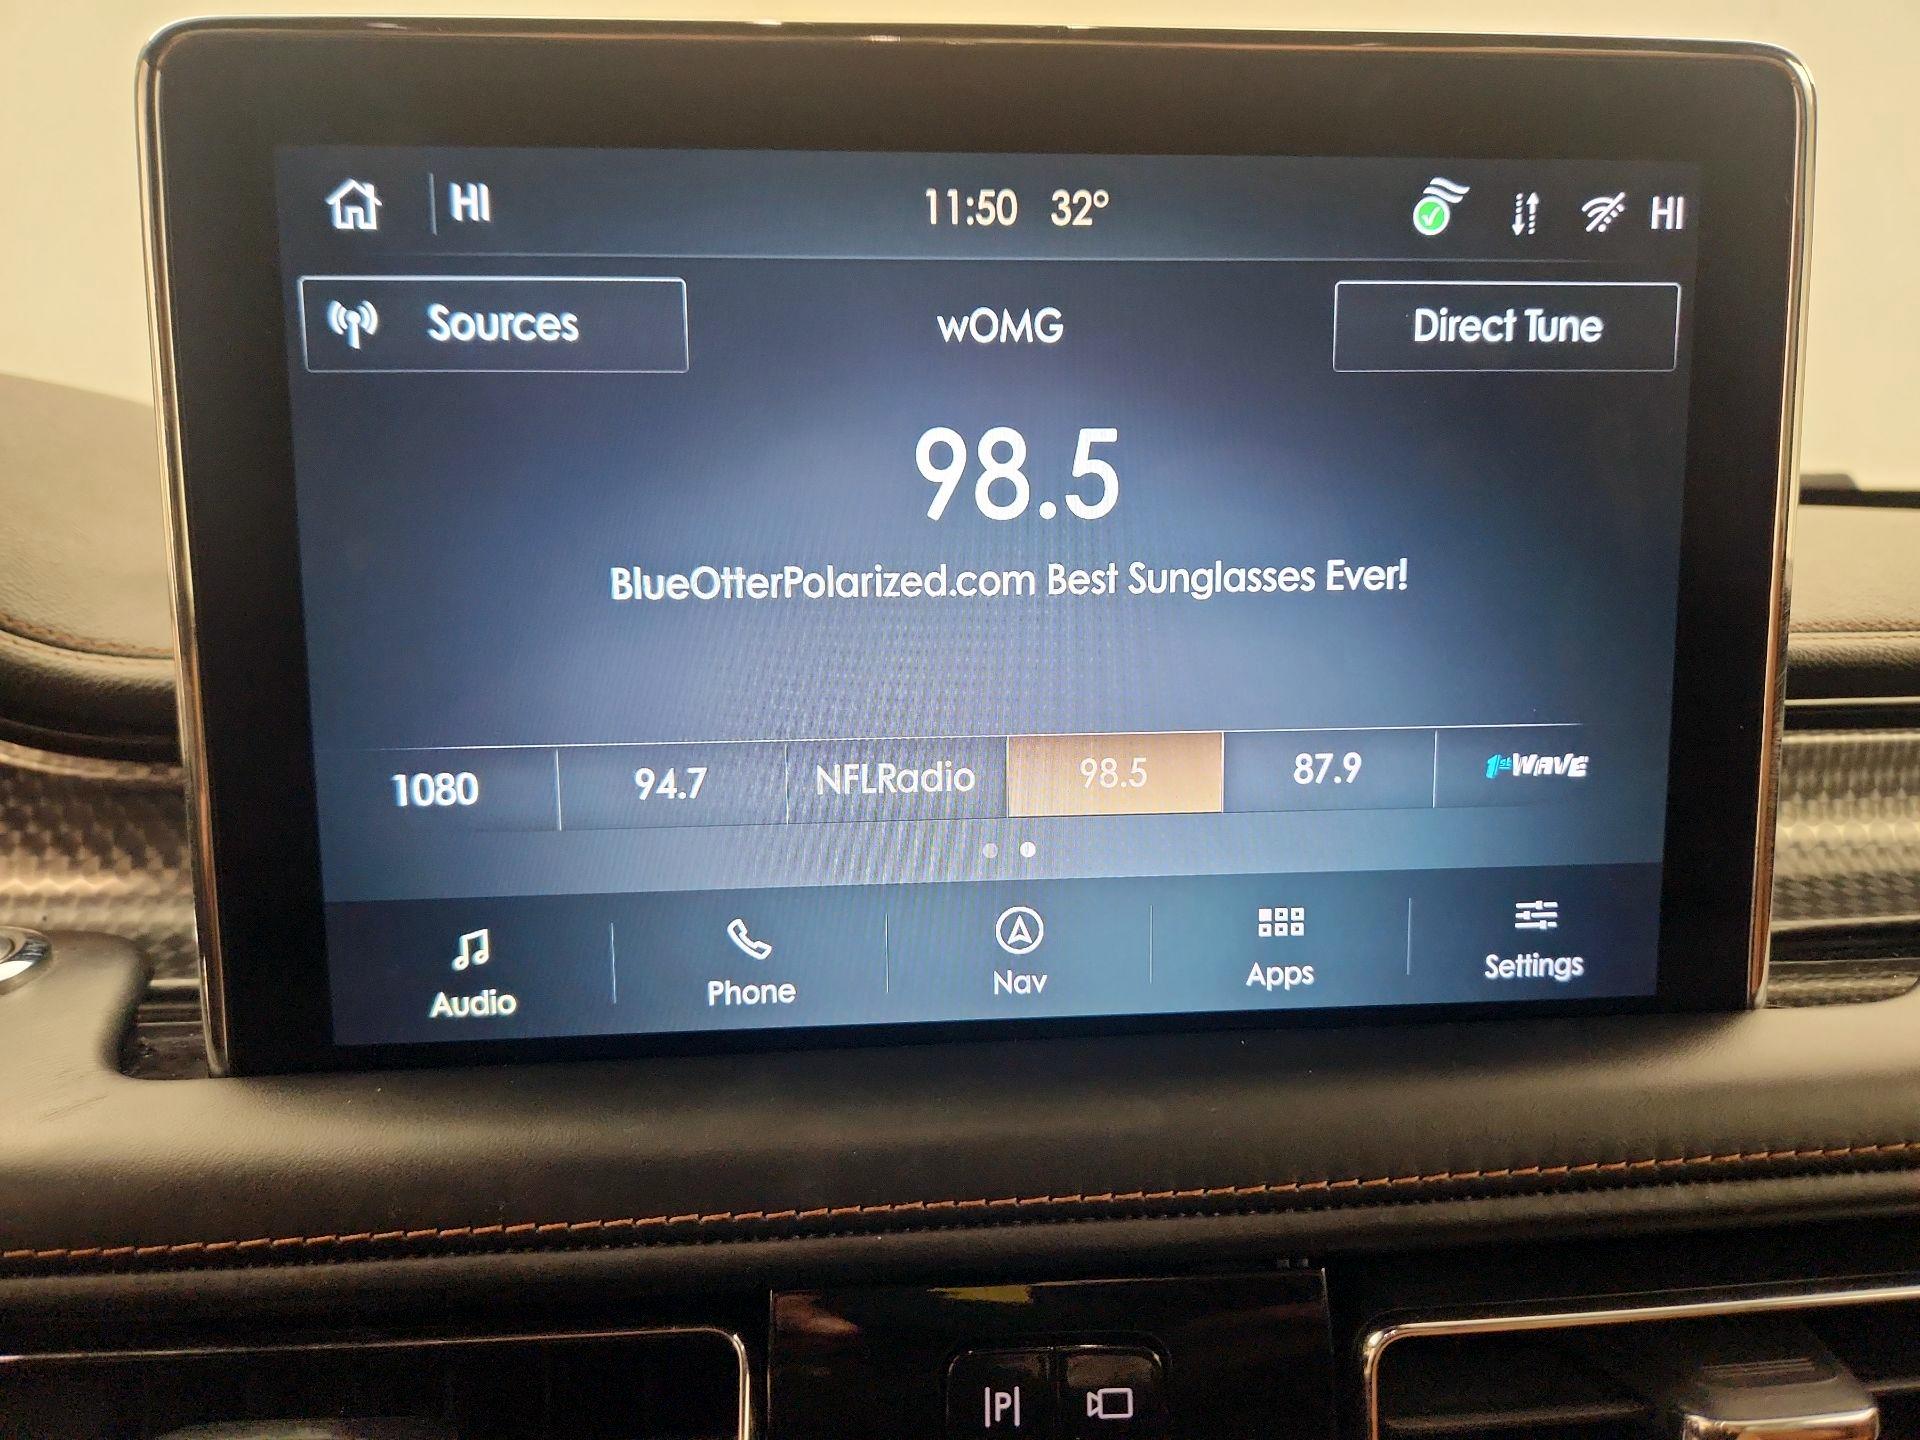 HI 11:50 32° HI
Sources wOMG Direct Tune
98.5
BlueOtterPolarized.com Best Sunglasses Ever!
1080 94.7 NFLRadio 98.5 87.9 1st WAVE
Audio Phone Nav Apps Settings
|P|